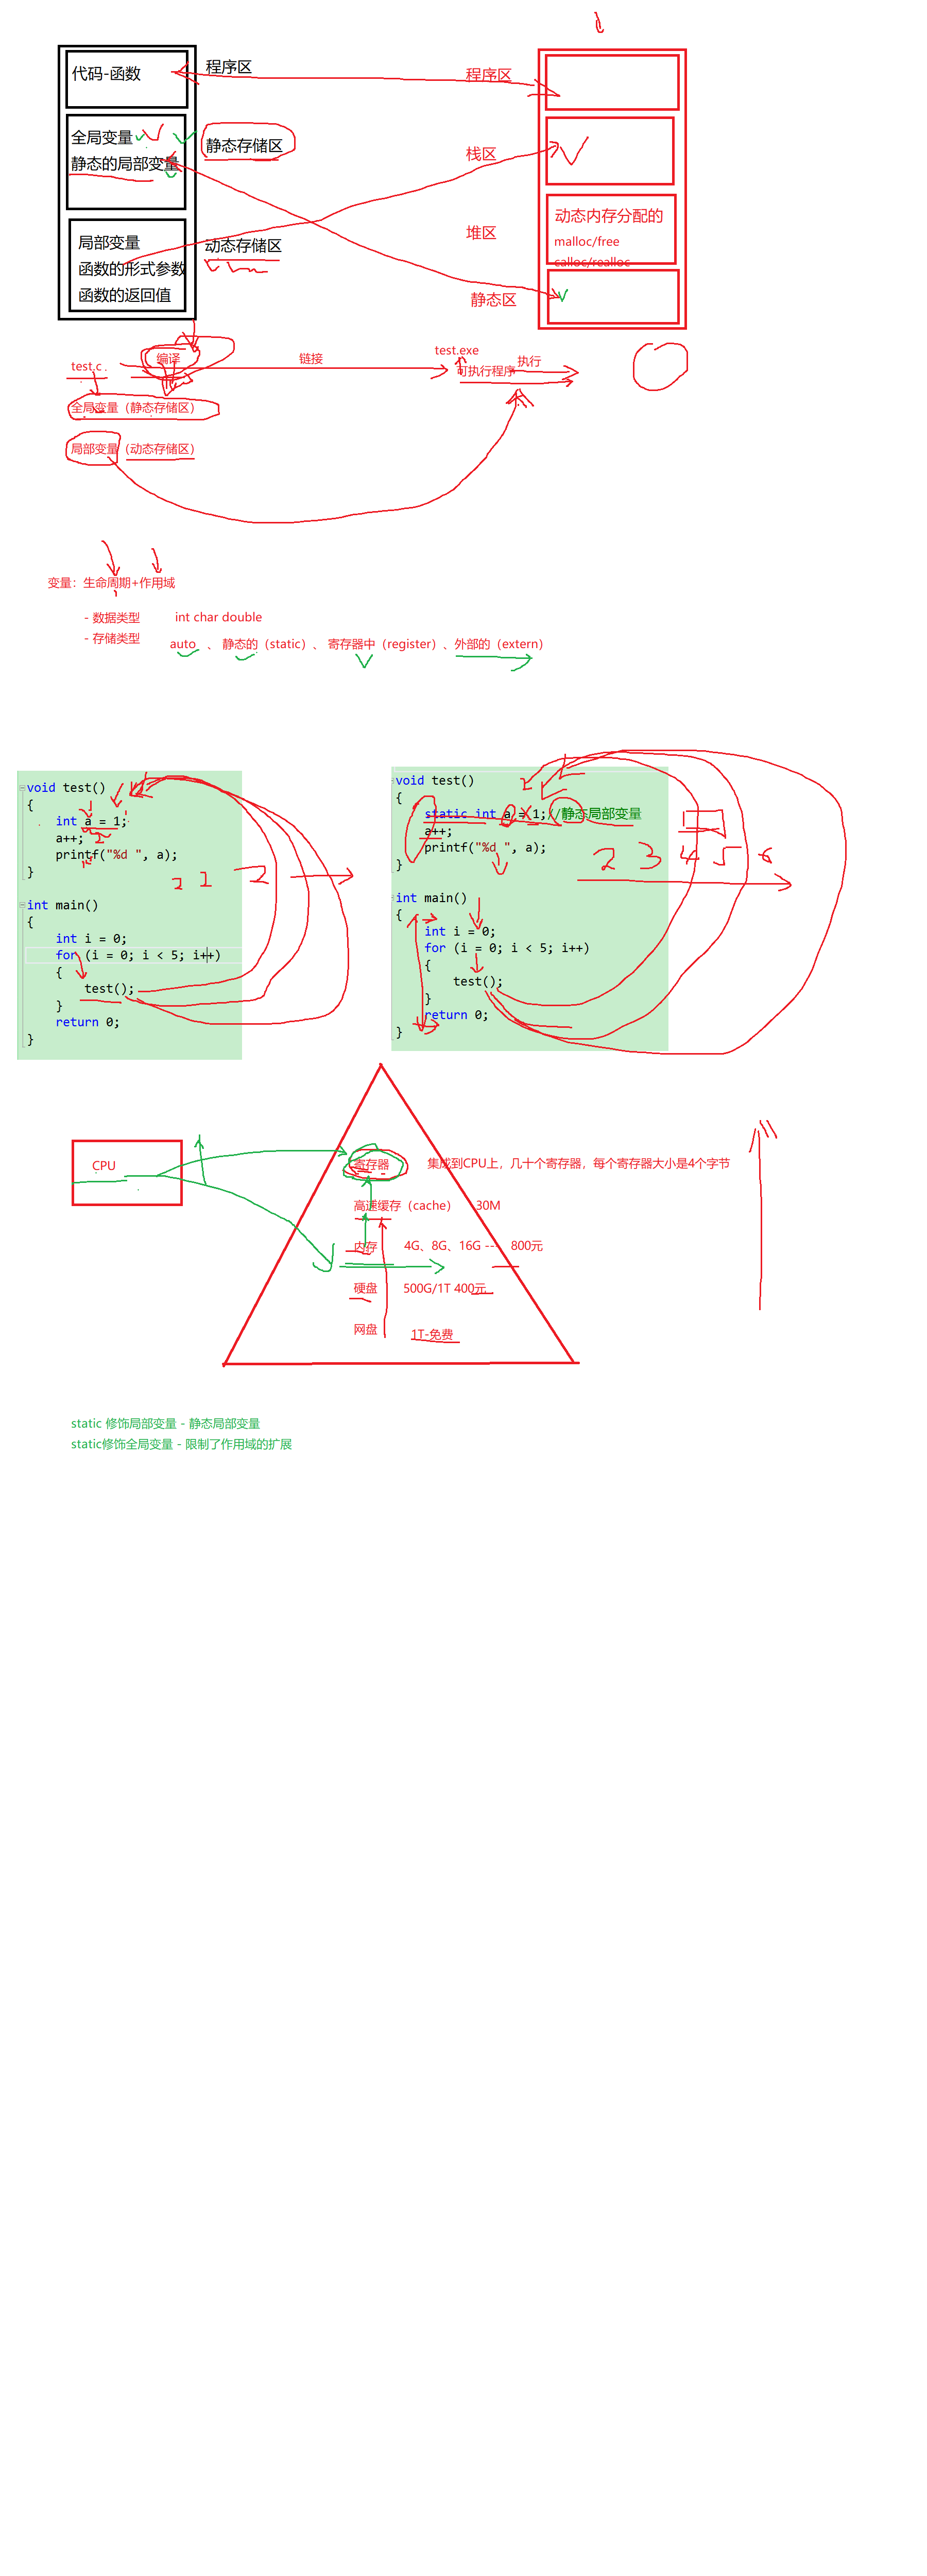 代码-函数
程序区
全局变量
静态的局部变量
静态存储区
局部变量
函数的形式参数
函数的返回值
动态存储区
程序区
栈区
堆区
动态内存分配的
malloc/free
calloc/realloc
静态区
test.c
编译
链接
test.exe
可执行程序
执行
全局变量（静态存储区）
局部变量（动态存储区）
变量：生命周期+作用域
- 数据类型 int char double
- 存储类型 auto 、 静态的（static）、 寄存器中（register）、外部的（extern）
void test()
{
int a = 1;
a++;
printf("%d ", a);
}
int main()
{
int i = 0;
for (i = 0; i < 5; i++)
{
test();
}
return 0;
}
2 2 2
void test()
{
static int a = 1;//静态局部变量
a++;
printf("%d ", a);
}
int main()
{
int i = 0;
for (i = 0; i < 5; i++)
{
test();
}
return 0;
}
2 3 4 5 6
CPU
寄存器 集成到CPU上，几十个寄存器，每个寄存器大小是4个字节
高速缓存（cache） 30M
内存 4G、8G、16G --- 800元
硬盘 500G/1T 400元
网盘 1T-免费
static 修饰局部变量 - 静态局部变量
static修饰全局变量 - 限制了作用域的扩展